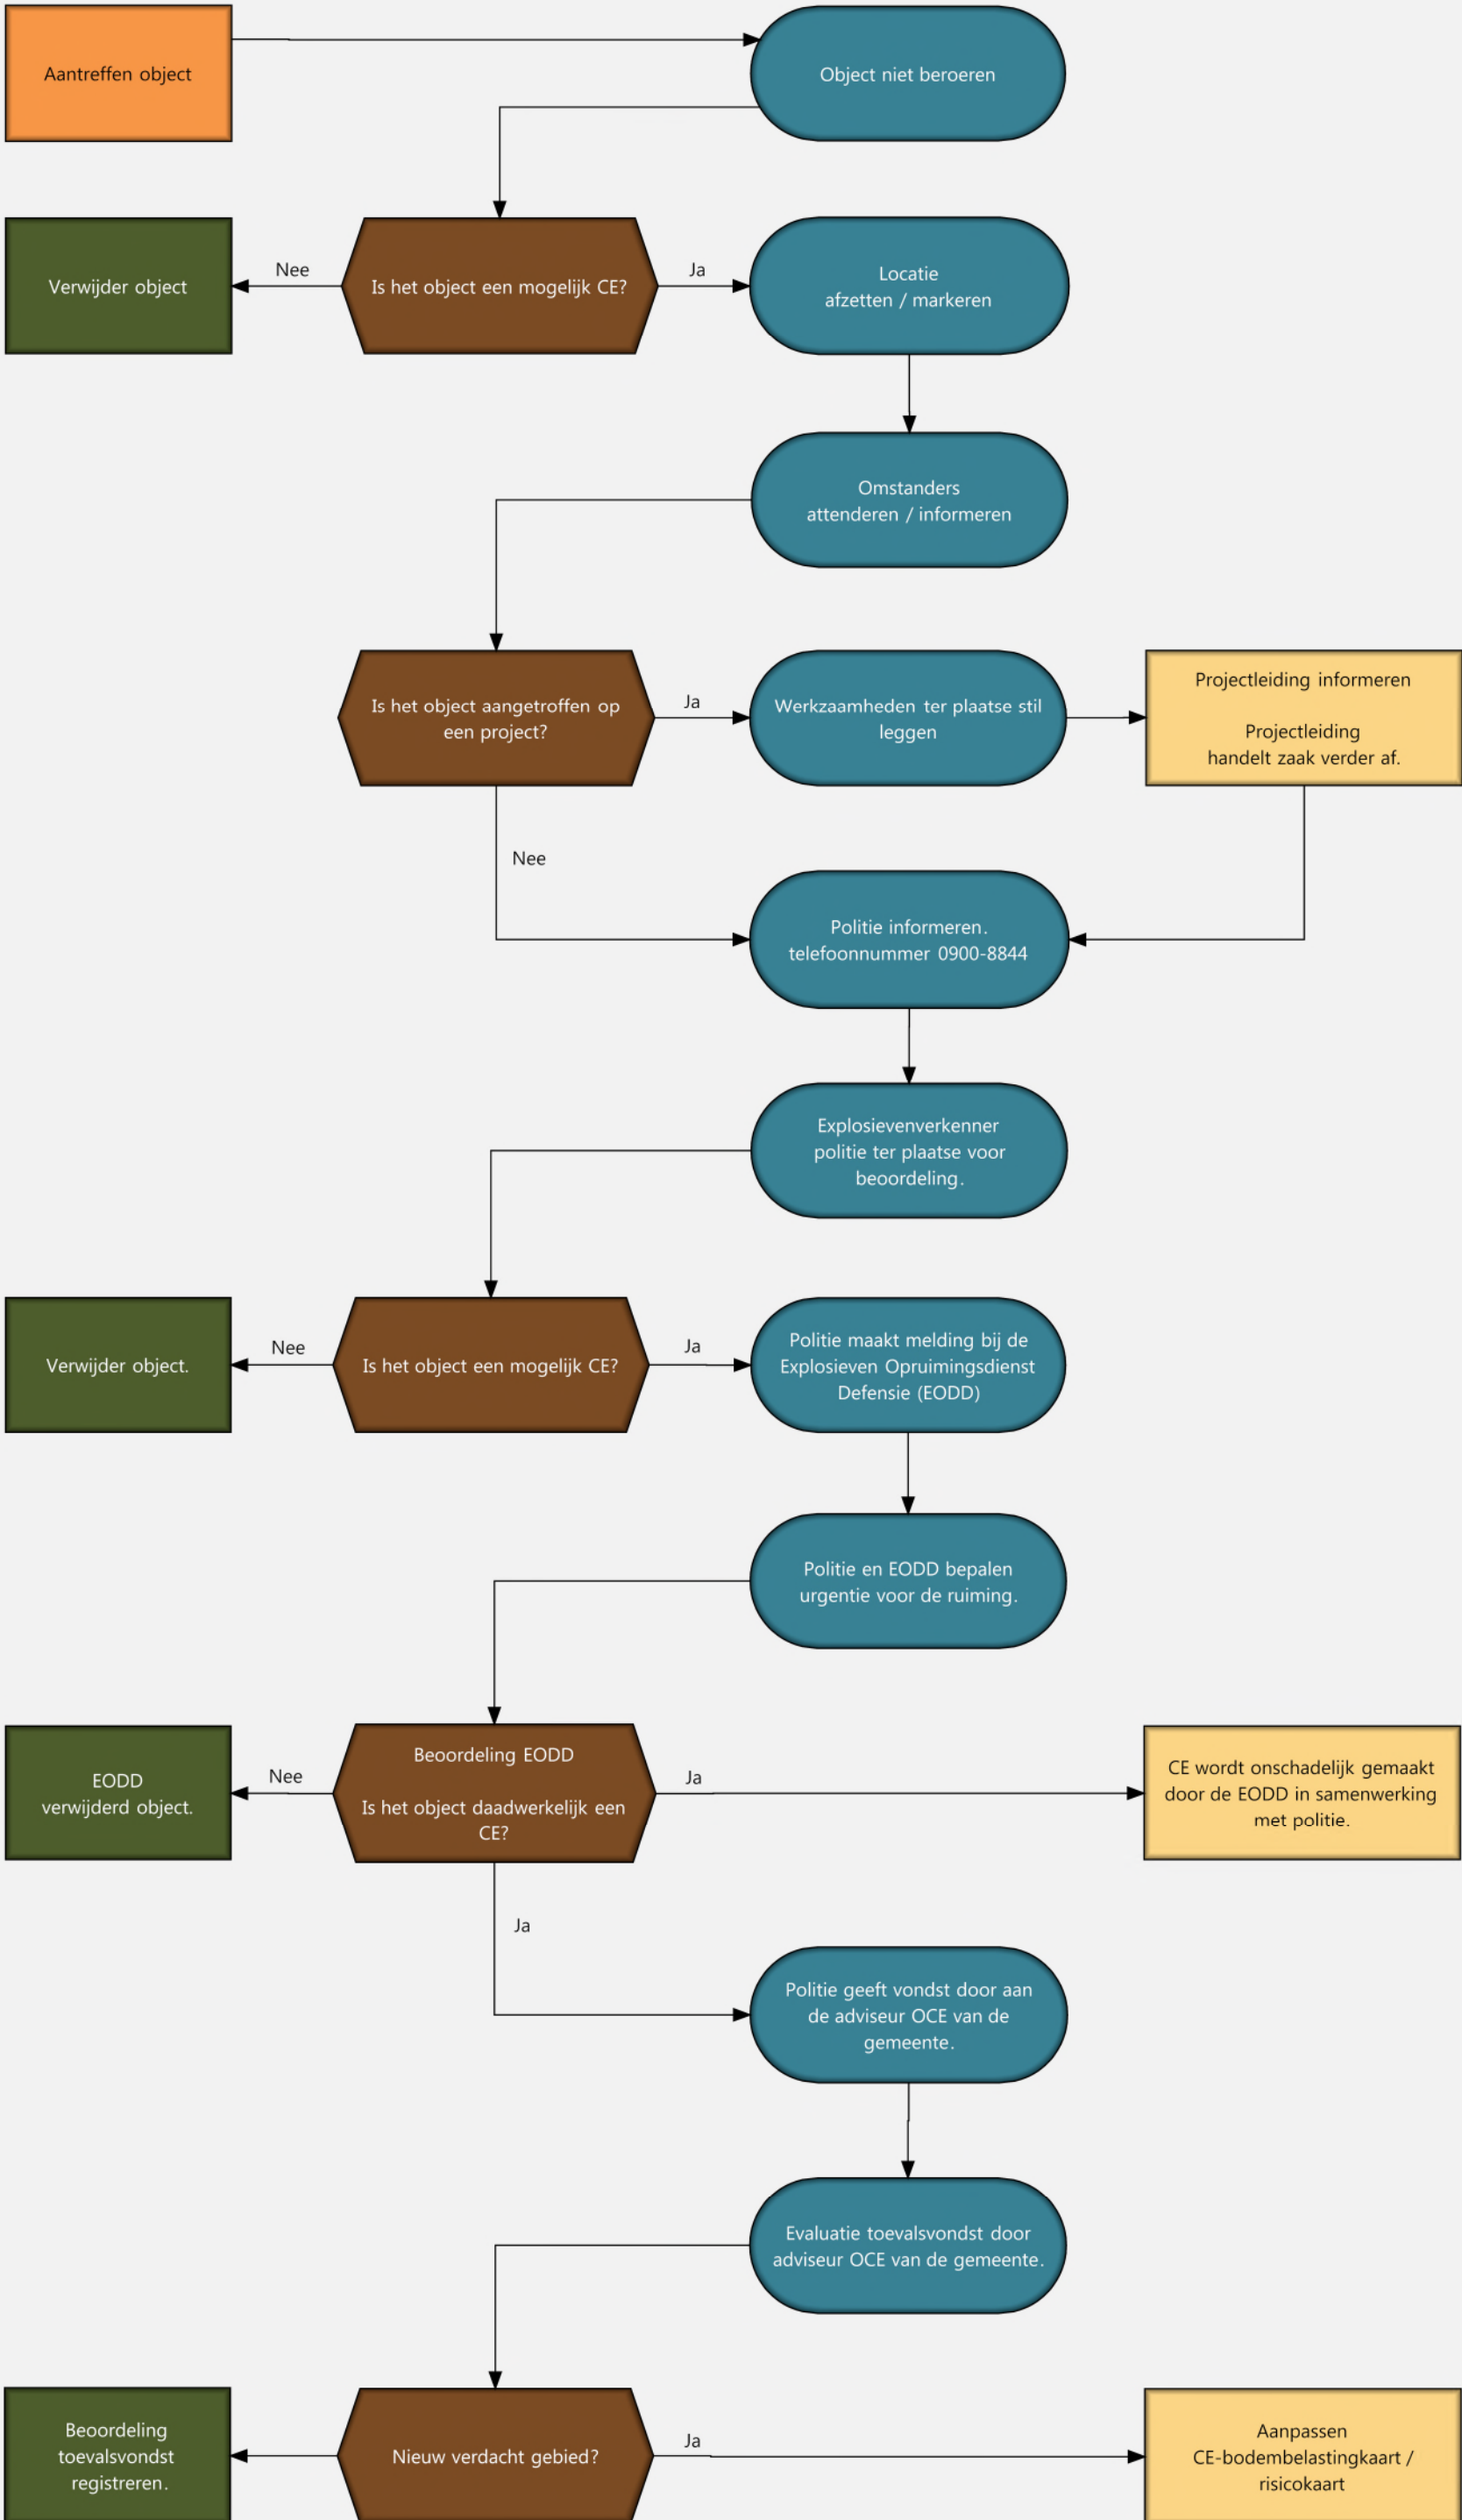 Aantreffen object
Object niet beroeren
Verwijder object
Nee
Is het object een mogelijk CE?
Ja
Locatie
afzetten / markeren
Omstanders
attenderen / informeren
Is het object aangetroffen op
een project?
Ja
Werkzaamheden ter plaatse stil
leggen
Projectleiding informeren
Projectleiding
handelt zaak verder af.
Nee
Politie informeren.
telefoonnummer 0900-8844
Explosievenverkenner
politie ter plaatse voor
beoordeling.
Verwijder object.
Nee
Is het object een mogelijk CE?
Ja
Politie maakt melding bij de
Explosieven Opruimingsdienst
Defensie (EODD)
Politie en EODD bepalen
urgentie voor de ruiming.
EODD
verwijderd object.
Nee
Beoordeling EODD
Is het object daadwerkelijk een
CE?
Ja
CE wordt onschadelijk gemaakt
door de EODD in samenwerking
met politie.
Ja
Politie geeft vondst door aan
de adviseur OCE van de
gemeente.
Evaluatie toevalsvondst door
adviseur OCE van de gemeente.
Beoordeling
toevalsvondst
registreren.
Nieuw verdacht gebied?
Ja
Aanpassen
CE-bodembelastingkaart /
risicokaart